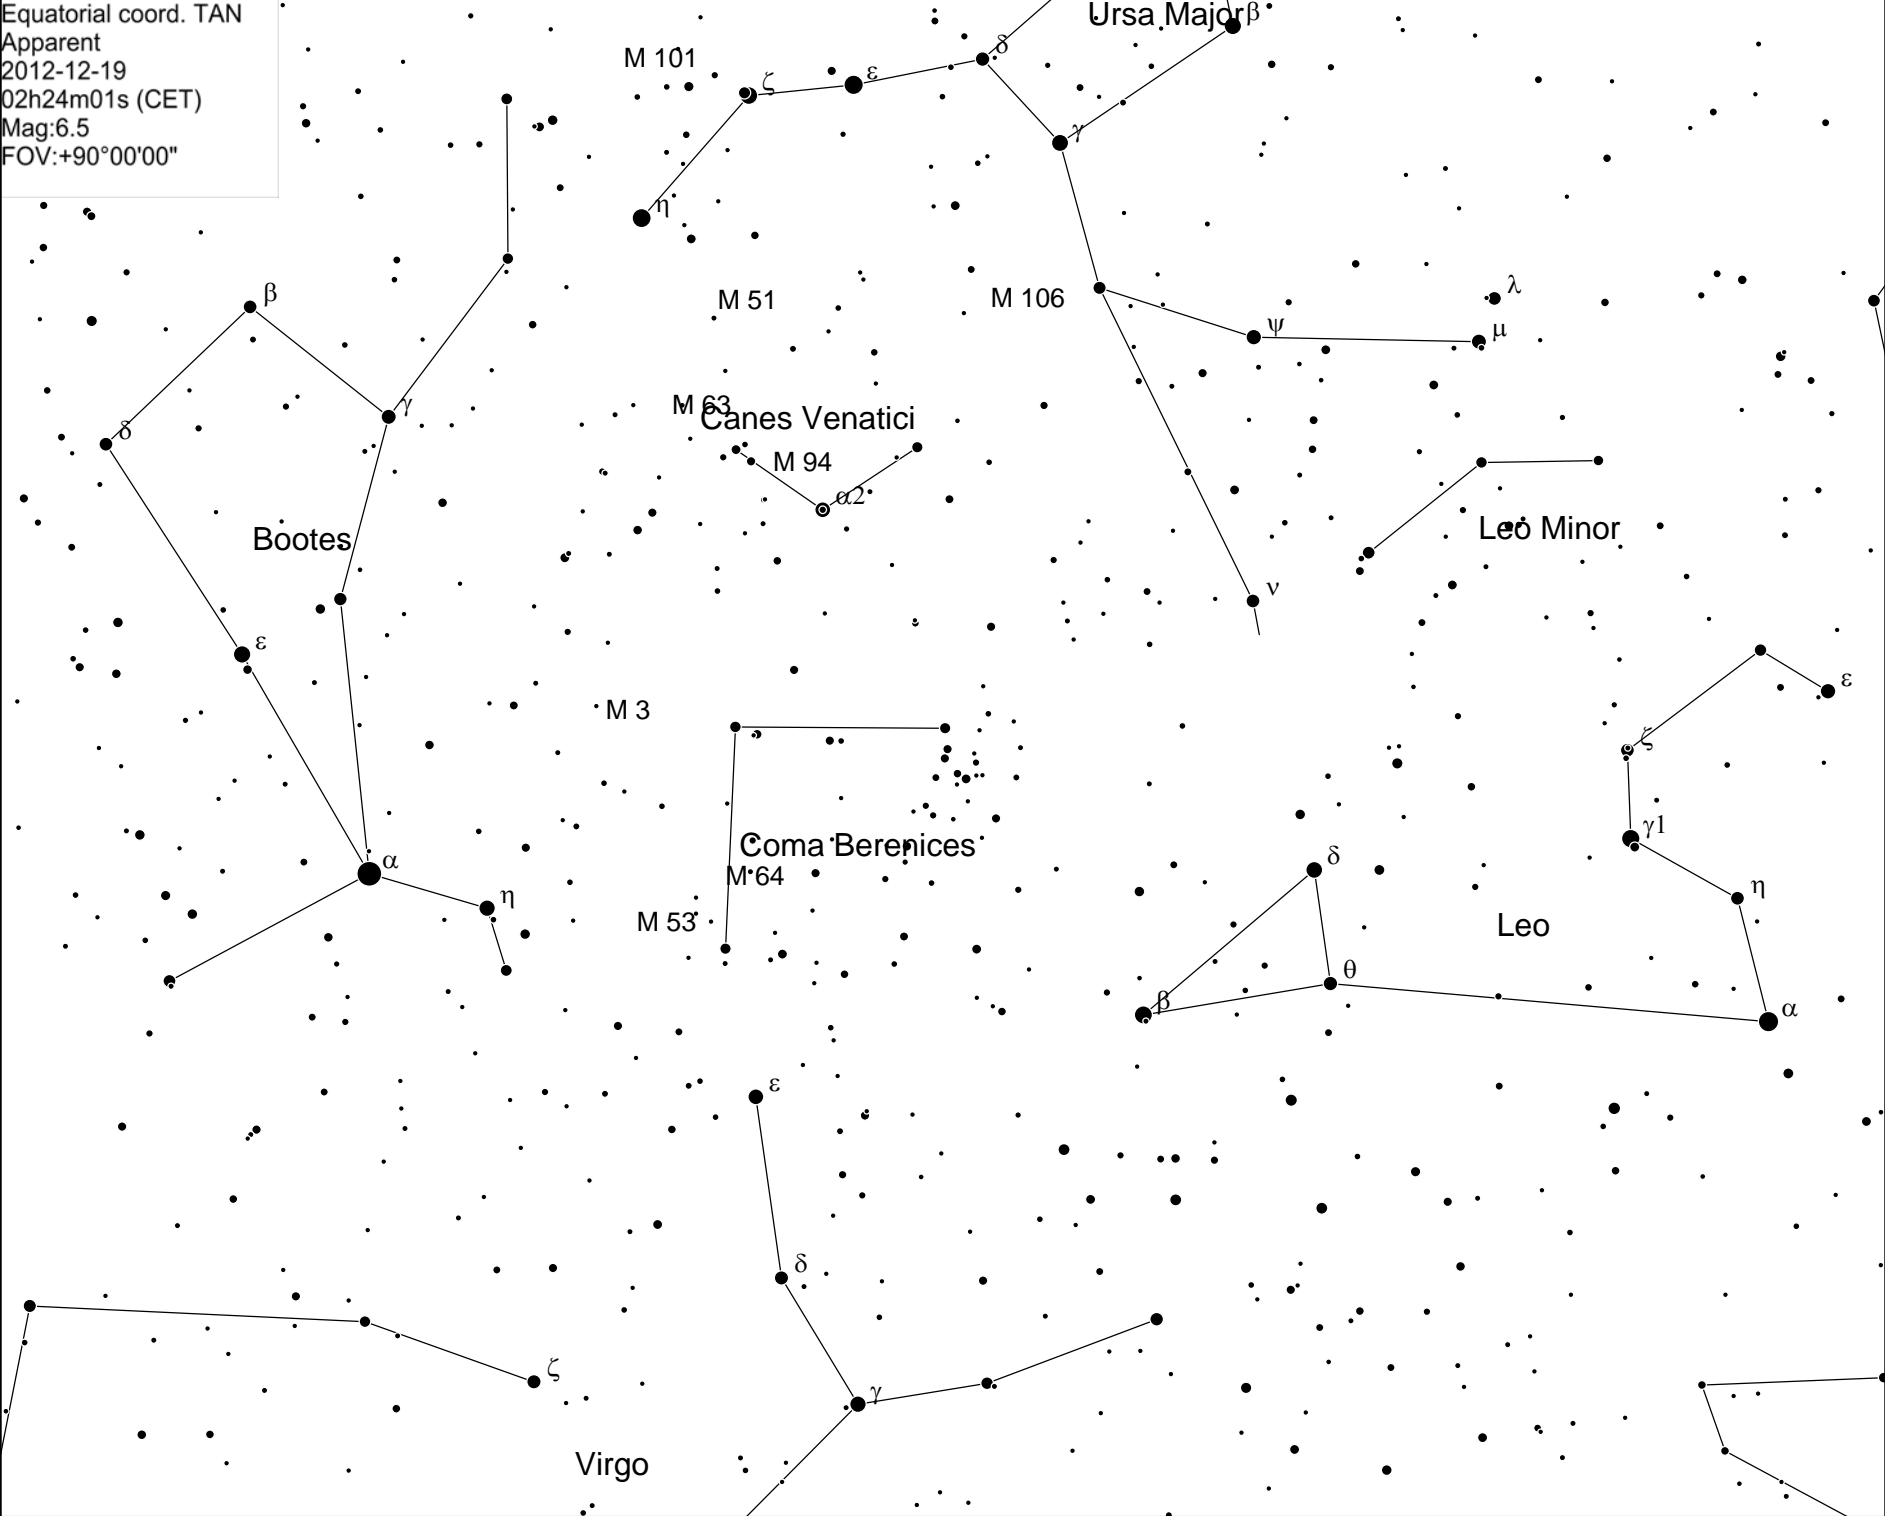 Equatorial coord. TAN
Apparent
2012-12-19
02h24m01s (CET)
Mag:6.5
FOV:+90°00'00"
Ursa Major β
δ
M 101
ζ
ε
γ
η
β
M 51
M 106
λ
ψ
μ
M 63
Canes Venatici
γ
δ
M 94
α2
Bootes
Leo Minor
ν
ε
M 3
ε
ζ
γ1
Coma Berenices
α
M 64
δ
η
η
M 53
Leo
θ
β
α
ε
δ
ζ
γ
Virgo